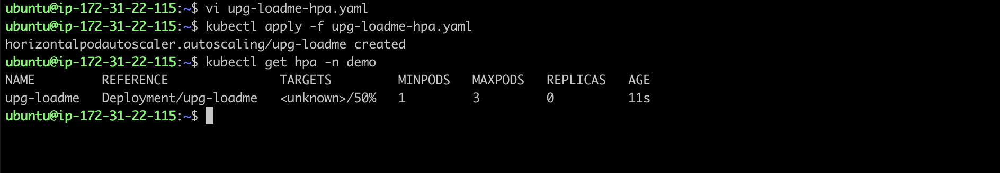 ubuntu@ip-172-31-22-115:~$ vi upg-loadme-hpa.yaml
ubuntu@ip-172-31-22-115:~$ kubectl apply -f upg-loadme-hpa.yaml
horizontalpodautoscaler.autoscaling/upg-loadme created
ubuntu@ip-172-31-22-115:~$ kubectl get hpa -n demo
NAME         REFERENCE               TARGETS         MINPODS   MAXPODS   REPLICAS   AGE
upg-loadme   Deployment/upg-loadme   <unknown>/50%   1         3         0          11s
ubuntu@ip-172-31-22-115:~$